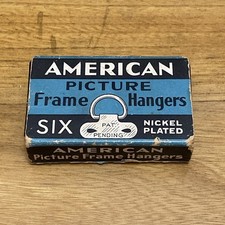 AMERICAN
PICTURE
Frame Hangers
SIX PAT. PENDING NICKEL PLATED
AMERICAN
Picture Frame Hangers